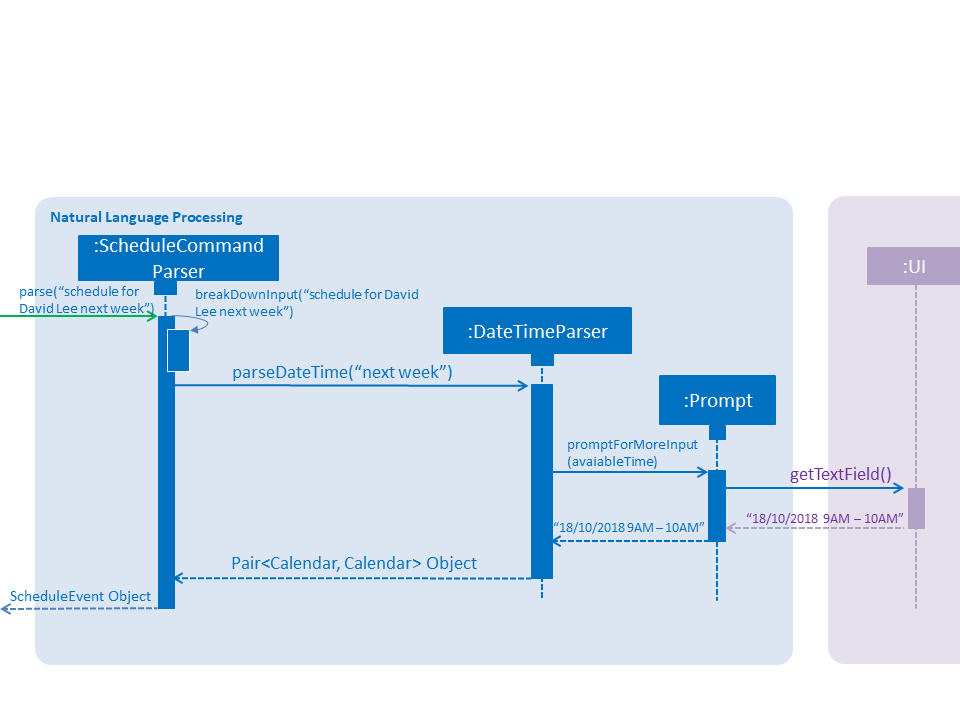 Natural Language Processing
:ScheduleCommand
Parser
:UI
parse(“schedule for
David Lee next week”)
breakDownInput(“schedule for David
Lee next week”)
:DateTimeParser
parseDateTime(“next week”)
:Prompt
promptForMoreInput
(avaiableTime)
getTextField()
“18/10/2018 9AM – 10AM”
“18/10/2018 9AM – 10AM”
Pair<Calendar, Calendar> Object
ScheduleEvent Object